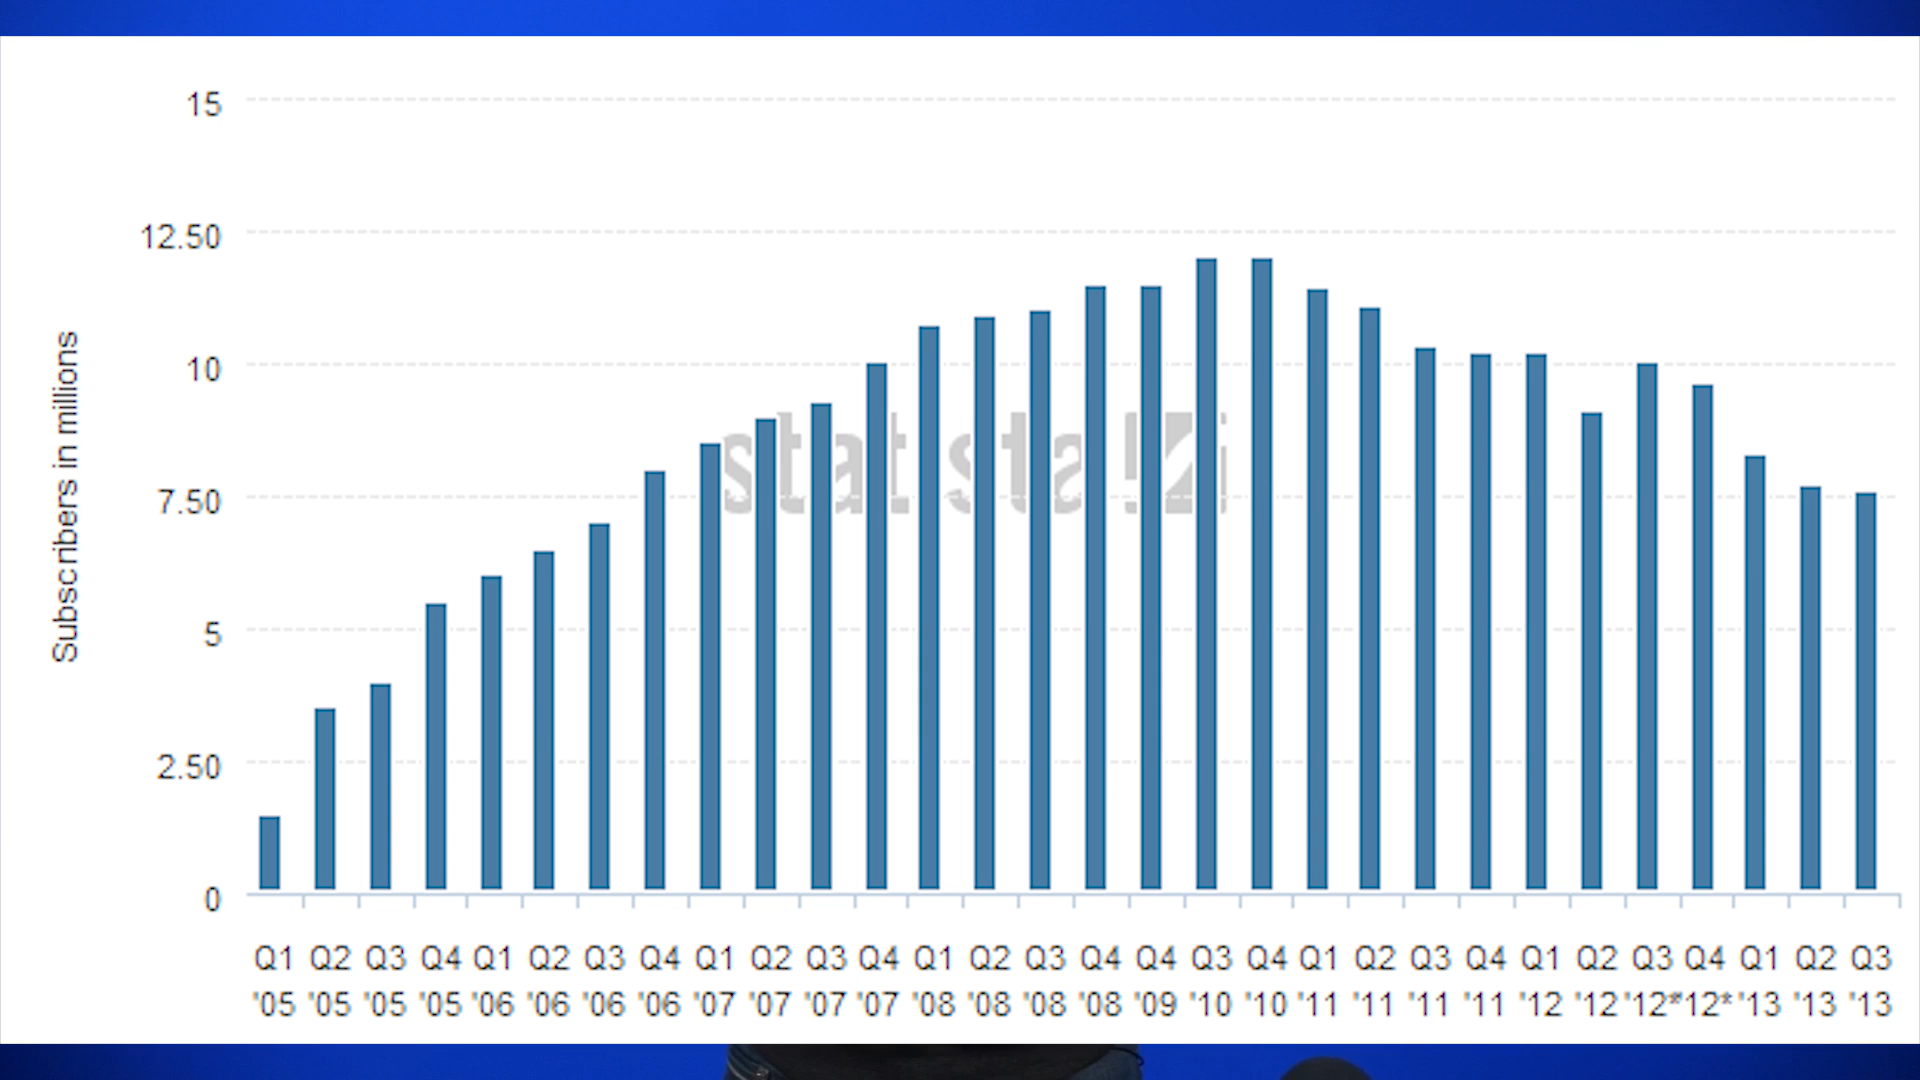 15
12.50
10
7.50
5
2.50
0
Subscribers in millions
statista
Q1 Q2 Q3 Q4 Q1 Q2 Q3 Q4 Q1 Q2 Q3 Q4 Q1 Q2 Q3 Q4 Q4 Q3 Q4 Q1 Q2 Q3 Q4 Q1 Q2 Q3 Q4 Q1 Q2 Q3
'05 '05 '05 '05 '06 '06 '06 '06 '07 '07 '07 '07 '08 '08 '08 '08 '09 '10 '10 '11 '11 '11 '11 '12 '12 '12* '12* '13 '13 '13